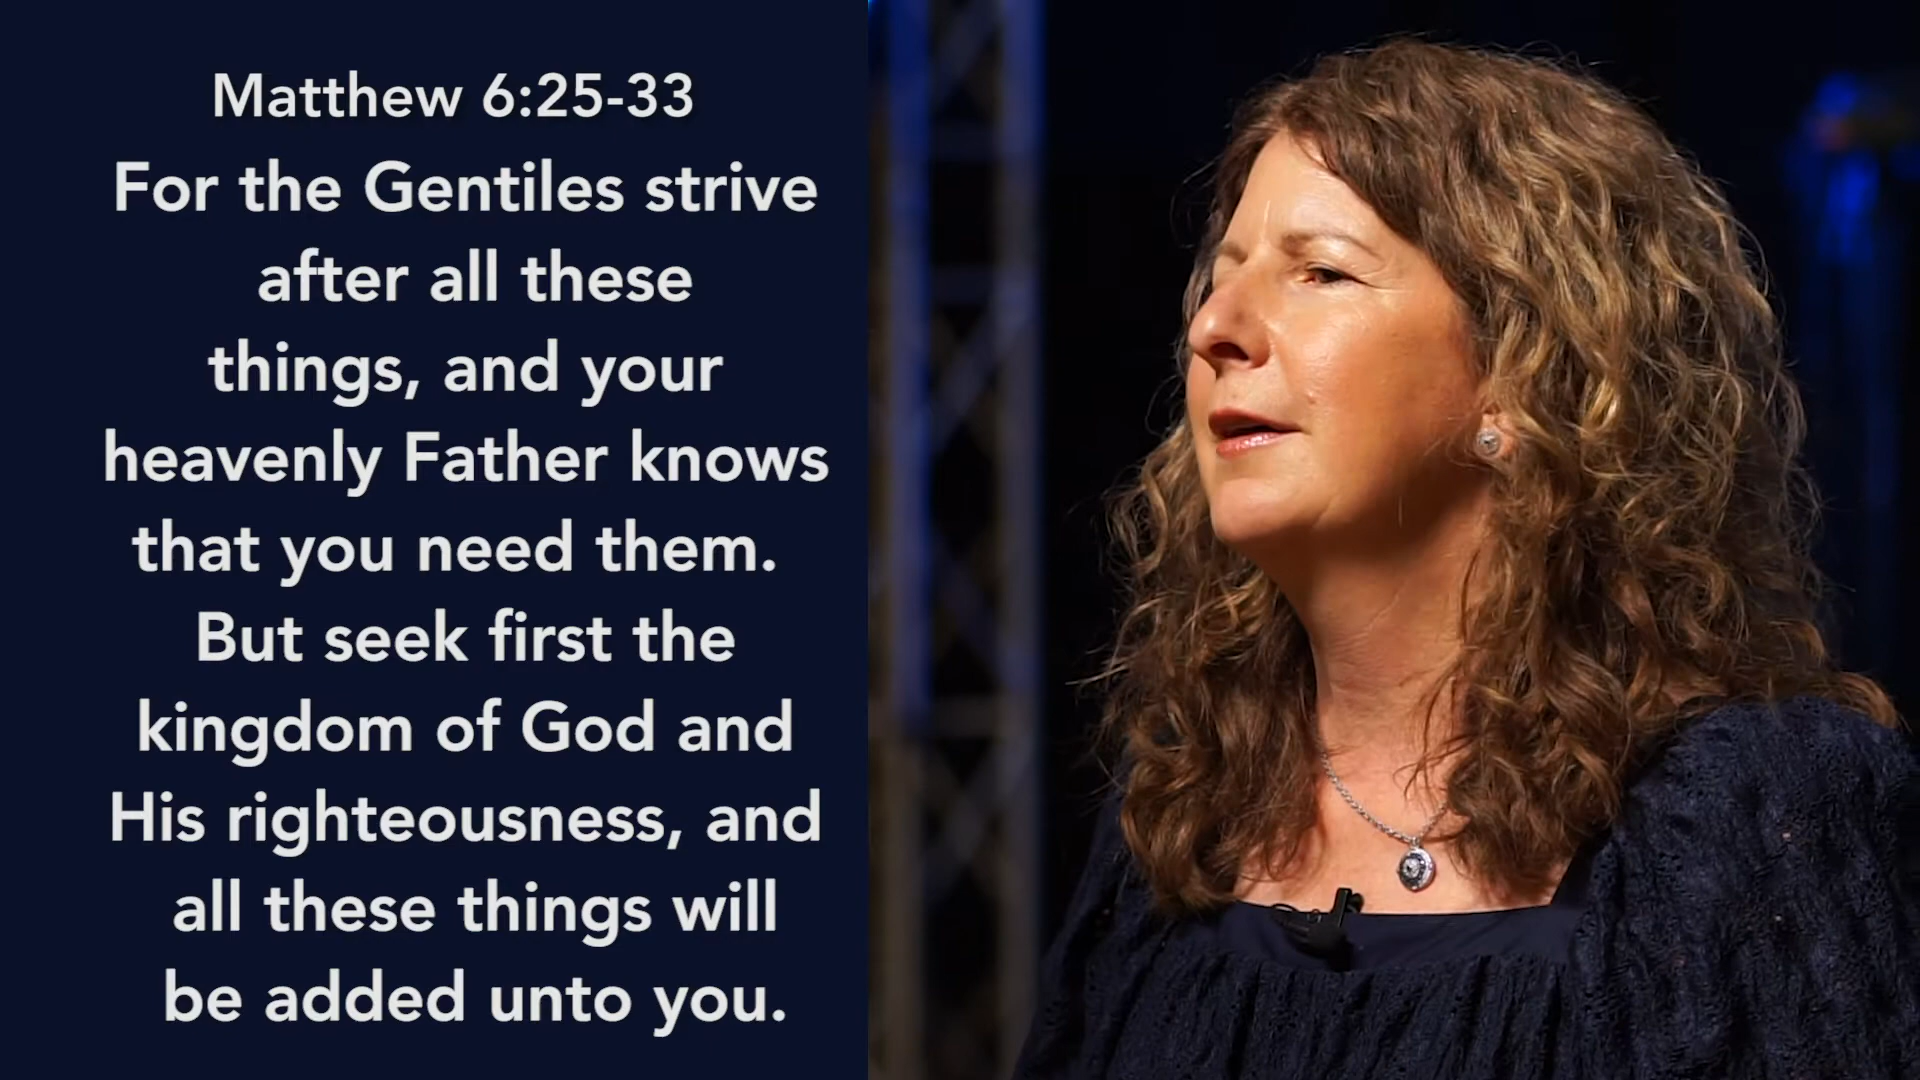 Matthew 6:25-33
For the Gentiles strive
after all these
things, and your
heavenly Father knows
that you need them.
But seek first the
kingdom of God and
His righteousness, and
all these things will
be added unto you.